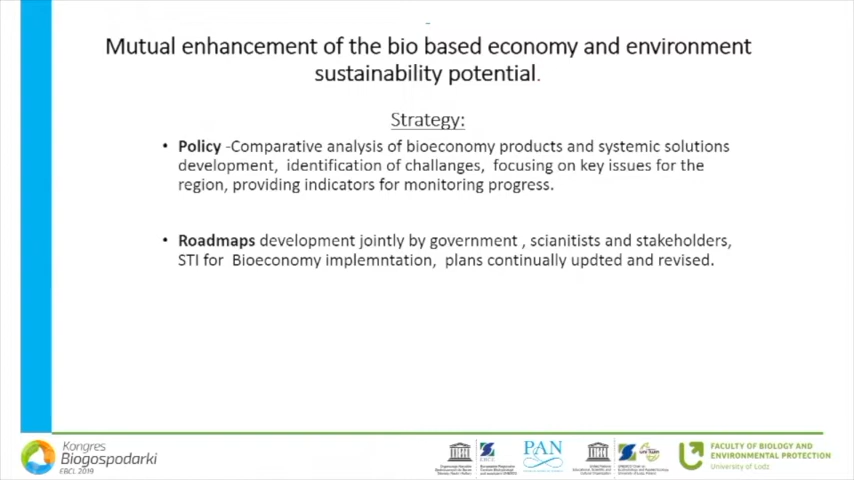 Mutual enhancement of the bio based economy and environment
sustainability potential.
Strategy:
• Policy -Comparative analysis of bioeconomy products and systemic solutions
development, identification of challanges, focusing on key issues for the
region, providing indicators for monitoring progress.
• Roadmaps development jointly by government , scianitists and stakeholders,
STI for Bioeconomy implemntation, plans continually updted and revised.
Kongres
Biogospodarki
EBCL 2019
PAN
FACULTY OF BIOLOGY AND
ENVIRONMENTAL PROTECTION
University of Lodz